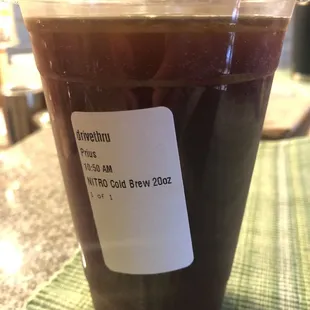 drivethru
Prius
10:50 AM
NITRO Cold Brew 20oz
1 of 1